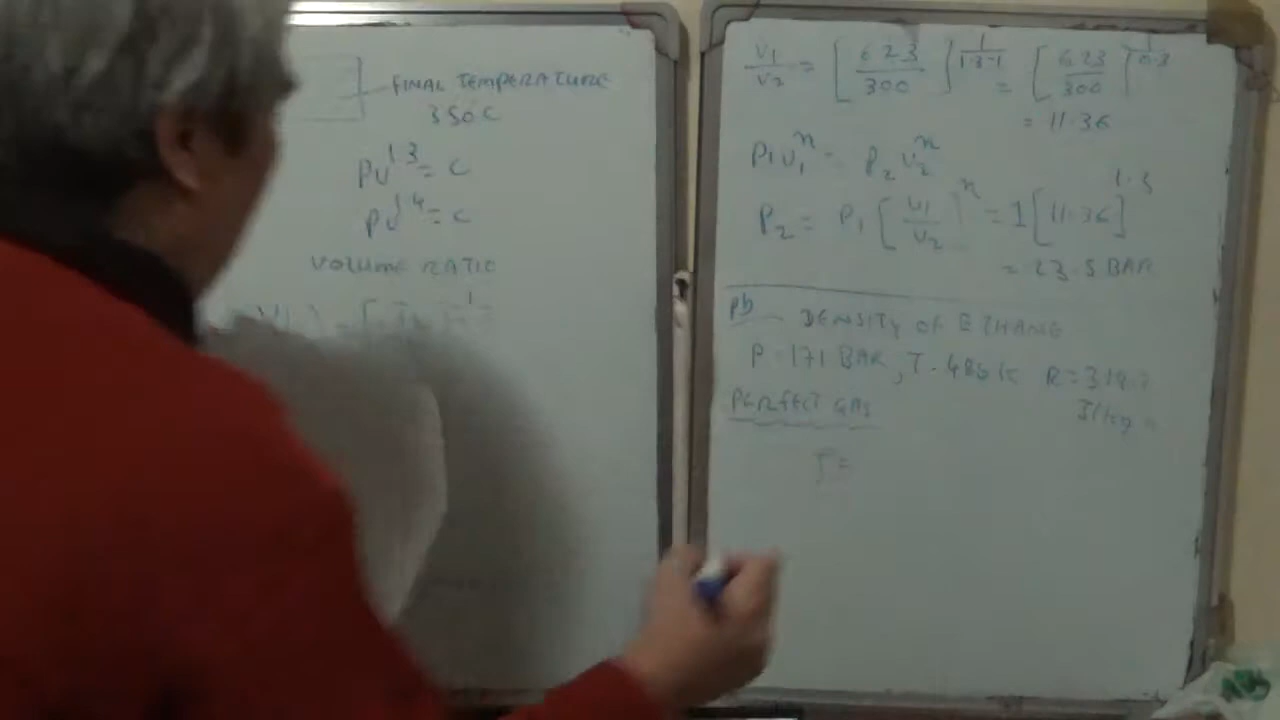 FINAL TEMPERATURE
350C
PV^1.3 = C
PV^1.4 = C
VOLUME RATIO
V1/V2 = [623/300]^1/1.3-1 = [623/300]^1/0.3
= 11.36
P1V1^n = P2V2^n
P2 = P1[V1/V2]^n = 1[11.36]^1.3
= 23.5 BAR
pb DENSITY OF ETHANE
P = 171 BAR, T = 486 K R = 319.
PERFECT GAS J/kg
ρ =